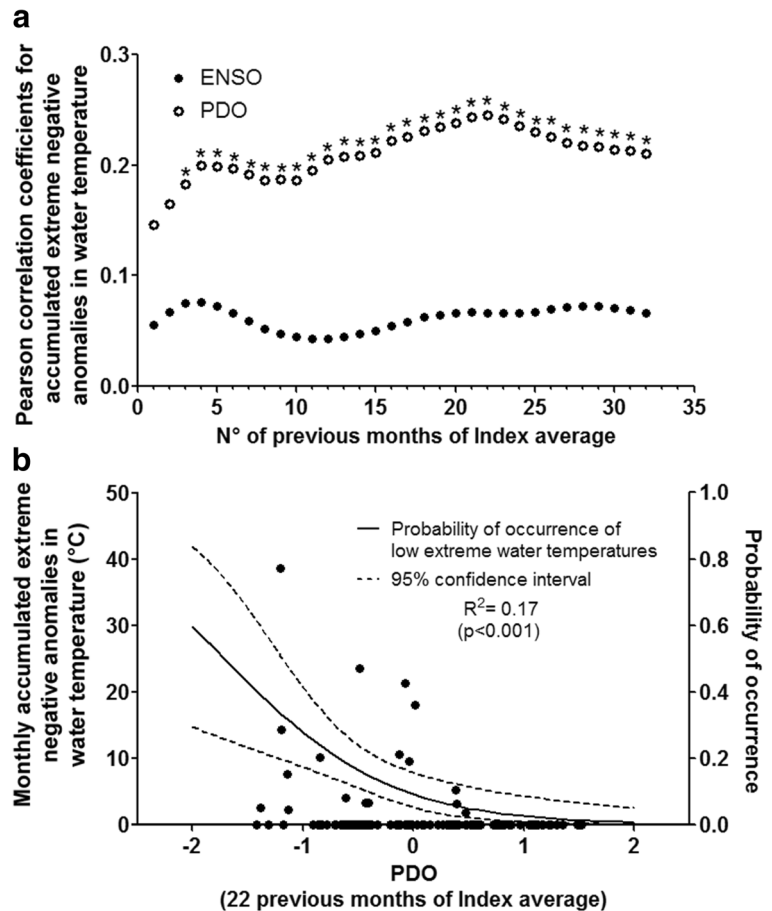 a
Pearson correlation coefficients for
accumulated extreme negative
anomalies in water temperature
0.3
0.2
0.1
0.0
ENSO
PDO
* * * * * * * * * * * * * * * * * * * * * * * * * * * * * *
0 5 10 15 20 25 30 35
N° of previous months of Index average
b
Monthly accumulated extreme
negative anomalies in
water temperature (°C)
50
40
30
20
10
0
Probability of occurrence of
low extreme water temperatures
95% confidence interval
R²= 0.17
(p<0.001)
1.0
0.8
0.6
0.4
0.2
0.0
Probability of occurrence
-2 -1 0 1 2
PDO
(22 previous months of Index average)